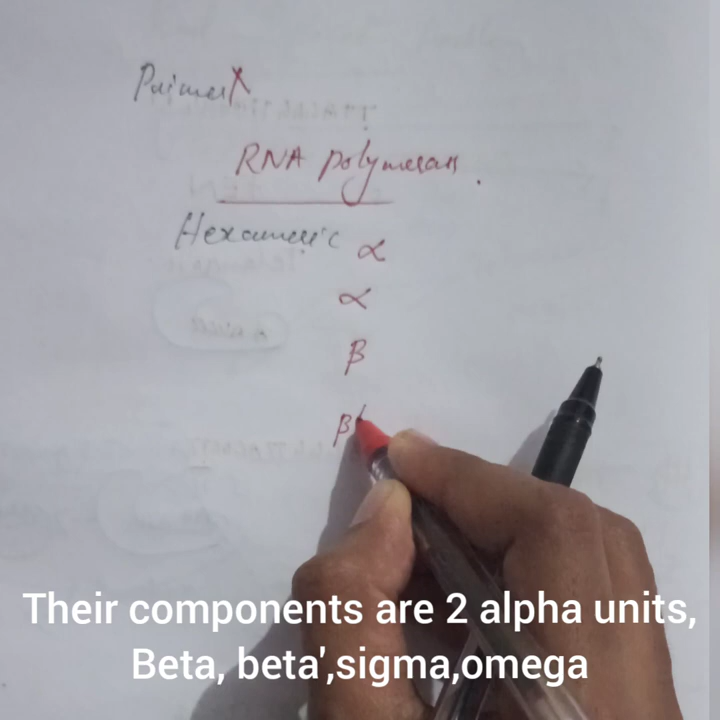 Primer X
RNA polymerase.
Hexameric α
α
β
β'
Their components are 2 alpha units,
Beta, beta',sigma,omega